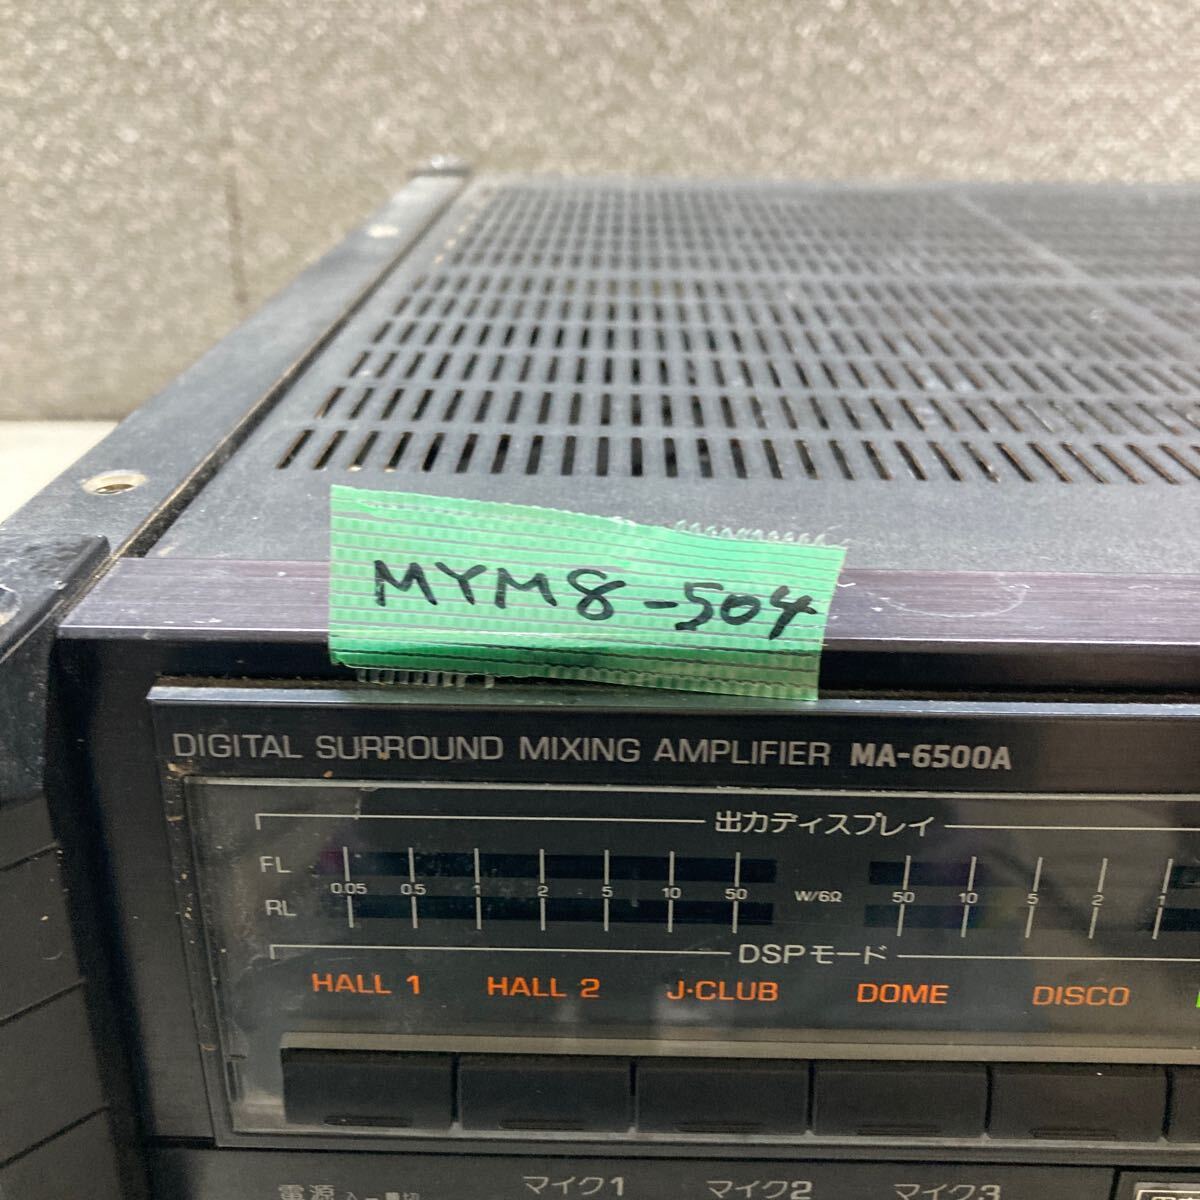 MYM8-504
DIGITAL SURROUND MIXING AMPLIFIER MA-6500A
出力ディスプレイ
FL
0.05 0.5 1 2 5 10 50 W/6Ω 50 10 5 2 1
RL
DSPモード
HALL 1 HALL 2 J·CLUB DOME DISCO
電源 マイク1 マイク2 マイク3